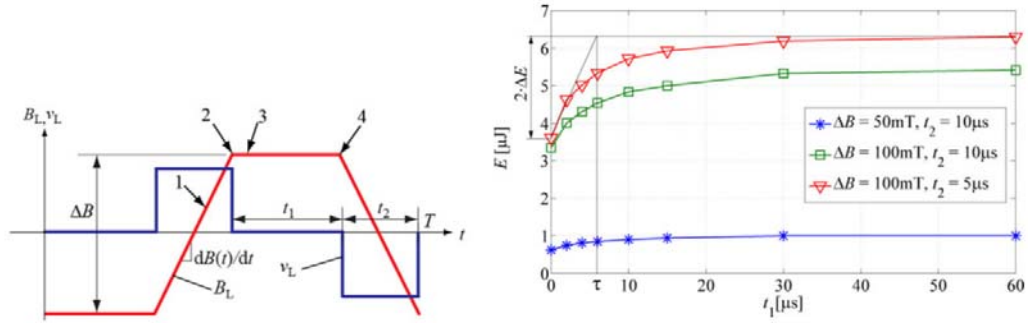 B_L, v_L
2
3
4
1
ΔB
t_1
t_2
T
t
dB(t)/dt
v_L
B_L
7
6
5
4
3
2
1
0
E [μJ]
2·ΔE
ΔB = 50mT, t_2 = 10μs
ΔB = 100mT, t_2 = 10μs
ΔB = 100mT, t_2 = 5μs
0 τ 10 20 30 40 50 60
t_1[μs]